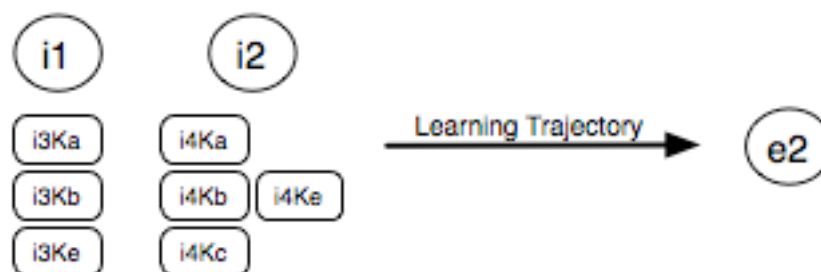 i1 i2
i3Ka i4Ka Learning Trajectory e2
i3Kb i4Kb i4Ke
i3Ke i4Kc